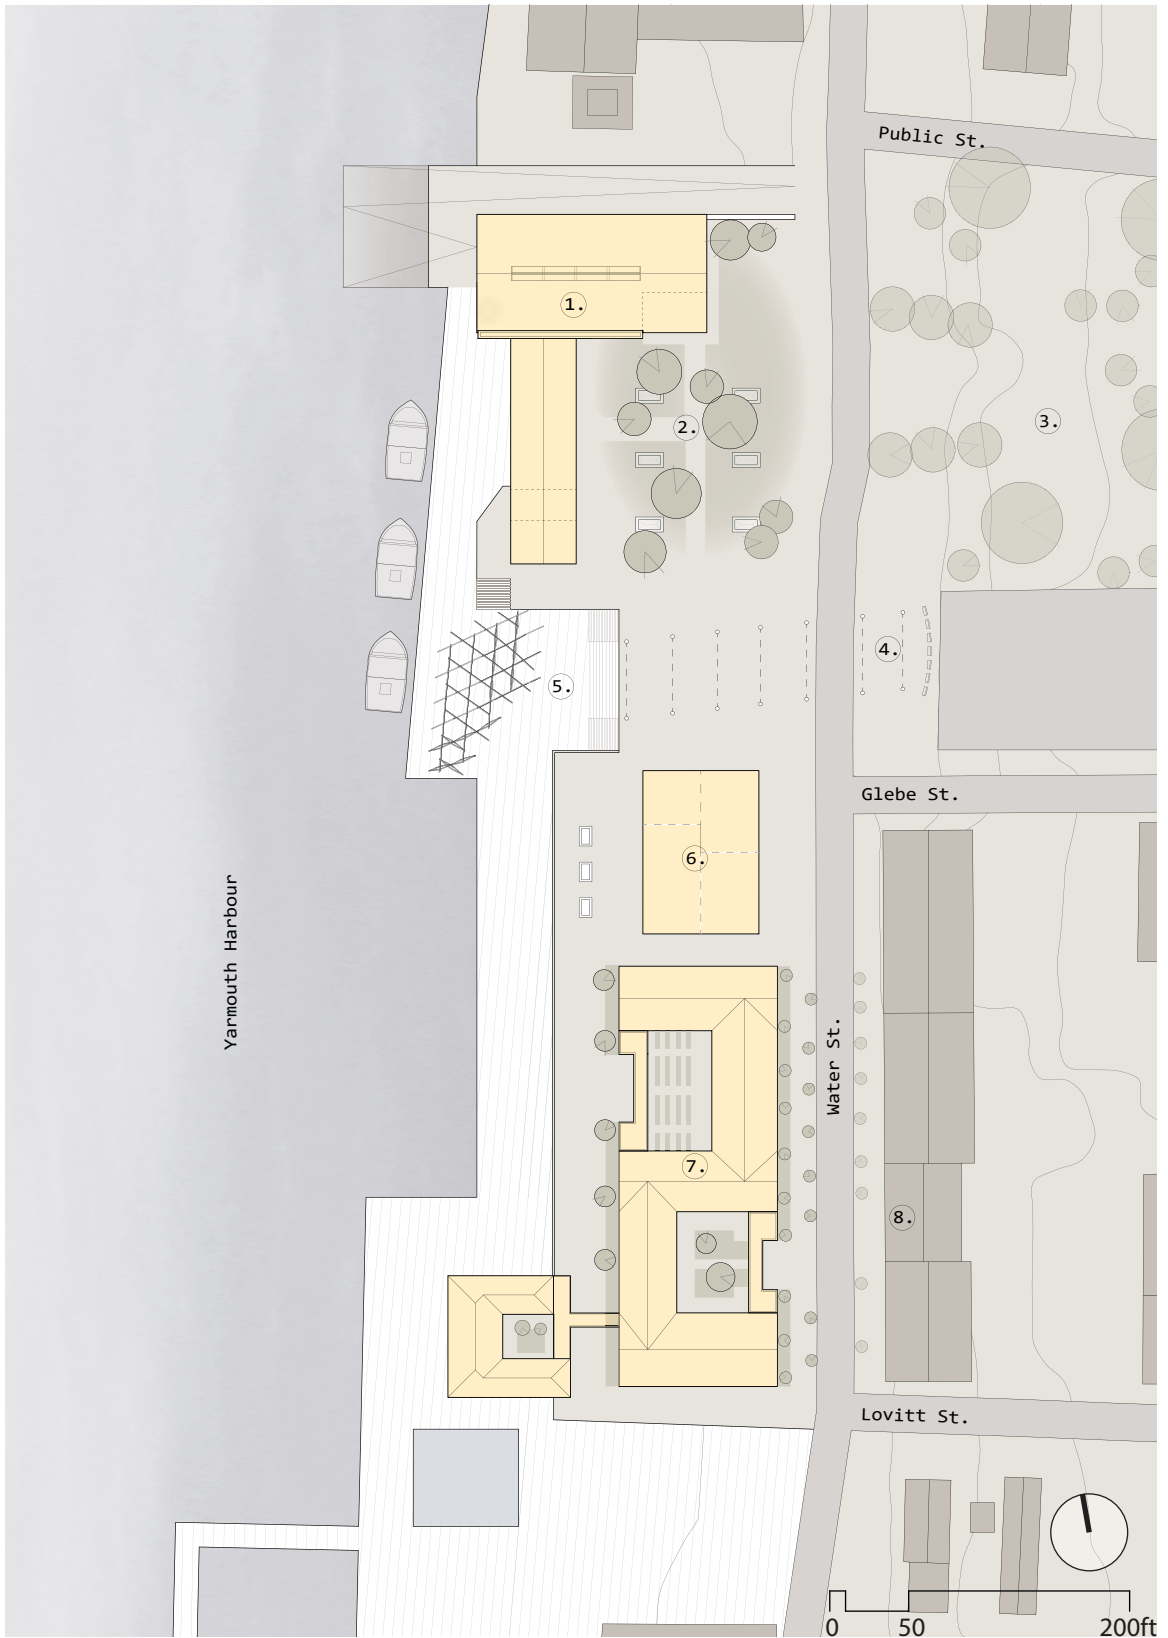 Public St.
1.
2.
3.
4.
5.
Glebe St.
6.
Yarmouth Harbour
Water St.
7.
8.
Lovitt St.
0 50 200ft